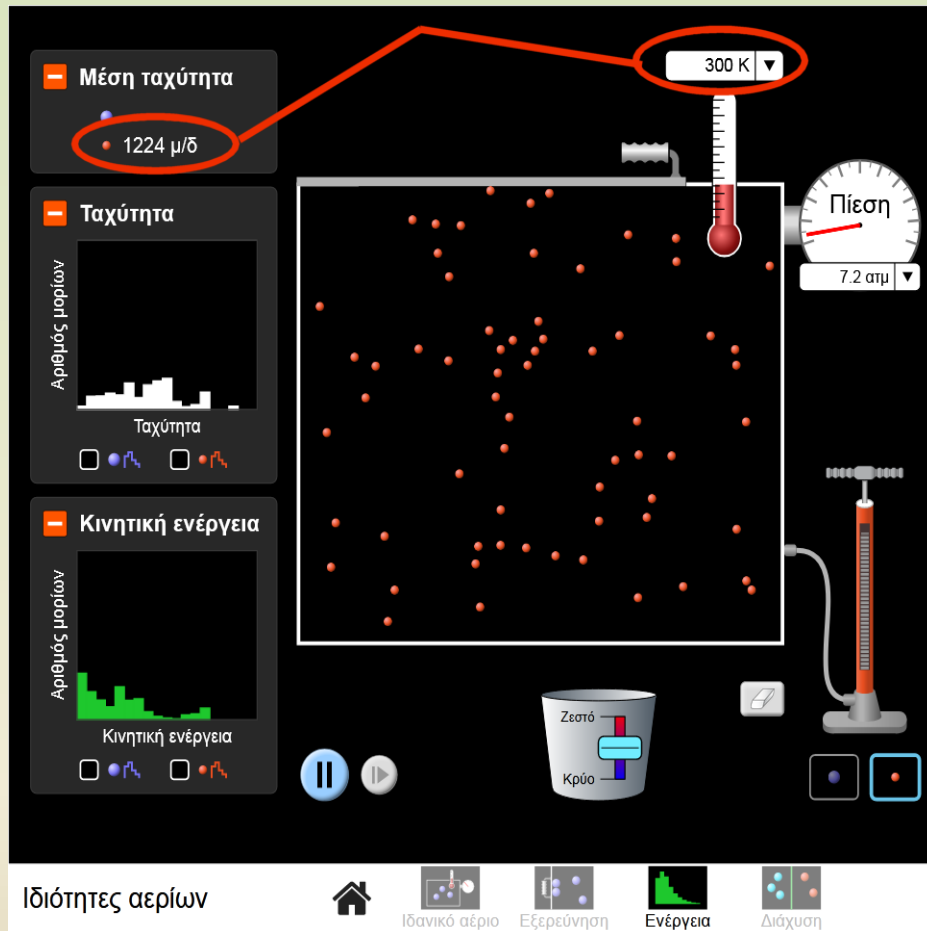 Μέση ταχύτητα
1224 μ/δ
300 K
Ταχύτητα
Αριθμός μορίων
Ταχύτητα
Πίεση
7.2 ατμ
Κινητική ενέργεια
Αριθμός μορίων
Κινητική ενέργεια
Ζεστό
Κρύο
Ιδιότητες αερίων
Ιδανικό αέριο
Εξερεύνηση
Ενέργεια
Διάχυση